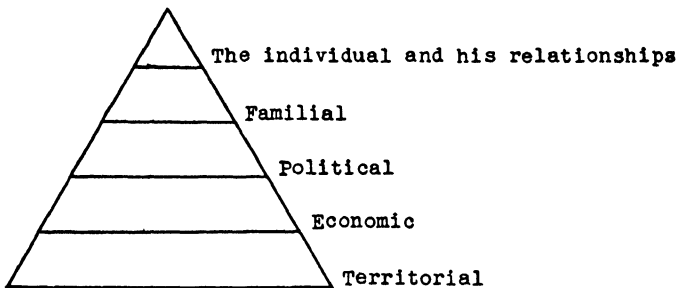 The individual and his relationships
Familial
Political
Economic
Territorial